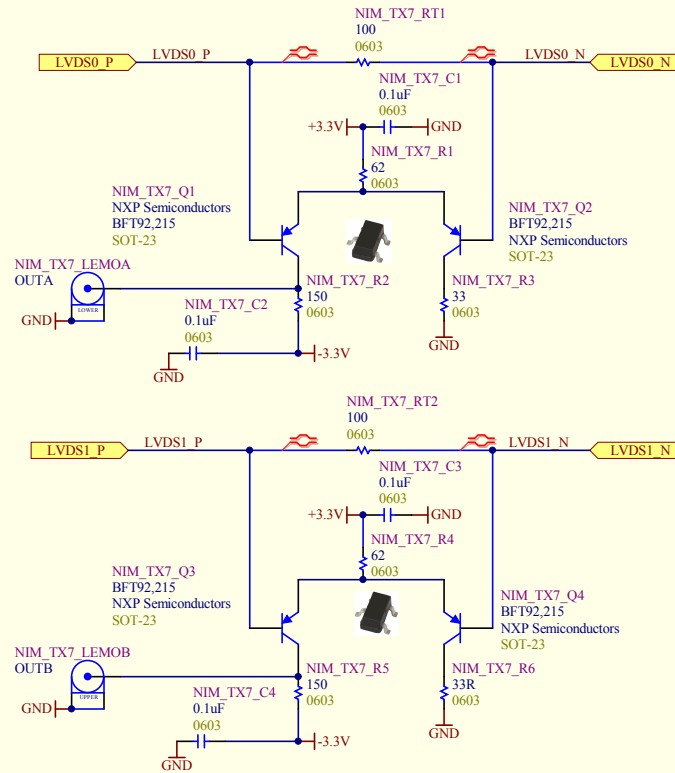 NIM_TX7_RT1
100
0603
LVDS0_P
LVDS0_P
LVDS0_N
LVDS0_N
NIM_TX7_C1
0.1uF
0603
+3.3V
GND
NIM_TX7_R1
62
0603
NIM_TX7_Q1
NXP Semiconductors
BFT92,215
SOT-23
NIM_TX7_Q2
BFT92,215
NXP Semiconductors
SOT-23
NIM_TX7_LEMOA
OUTA
LOWER
GND
NIM_TX7_R2
150
0603
NIM_TX7_R3
33
0603
NIM_TX7_C2
0.1uF
0603
GND
-3.3V
GND
NIM_TX7_RT2
100
0603
LVDS1_P
LVDS1_P
LVDS1_N
LVDS1_N
NIM_TX7_C3
0.1uF
0603
+3.3V
GND
NIM_TX7_R4
62
0603
NIM_TX7_Q3
BFT92,215
NXP Semiconductors
SOT-23
NIM_TX7_Q4
BFT92,215
NXP Semiconductors
SOT-23
NIM_TX7_LEMOB
OUTB
UPPER
GND
NIM_TX7_R5
150
0603
NIM_TX7_R6
33R
0603
NIM_TX7_C4
0.1uF
0603
GND
-3.3V
GND